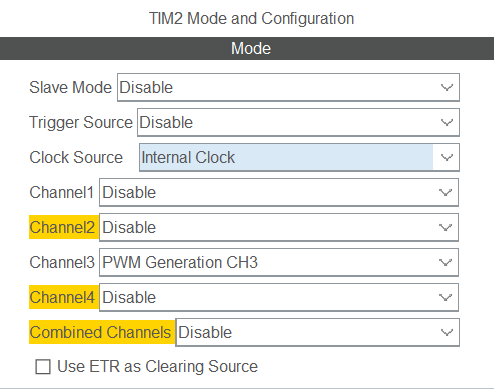 TIM2 Mode and Configuration
Mode
Slave Mode Disable
Trigger Source Disable
Clock Source Internal Clock
Channel1 Disable
Channel2 Disable
Channel3 PWM Generation CH3
Channel4 Disable
Combined Channels Disable
Use ETR as Clearing Source